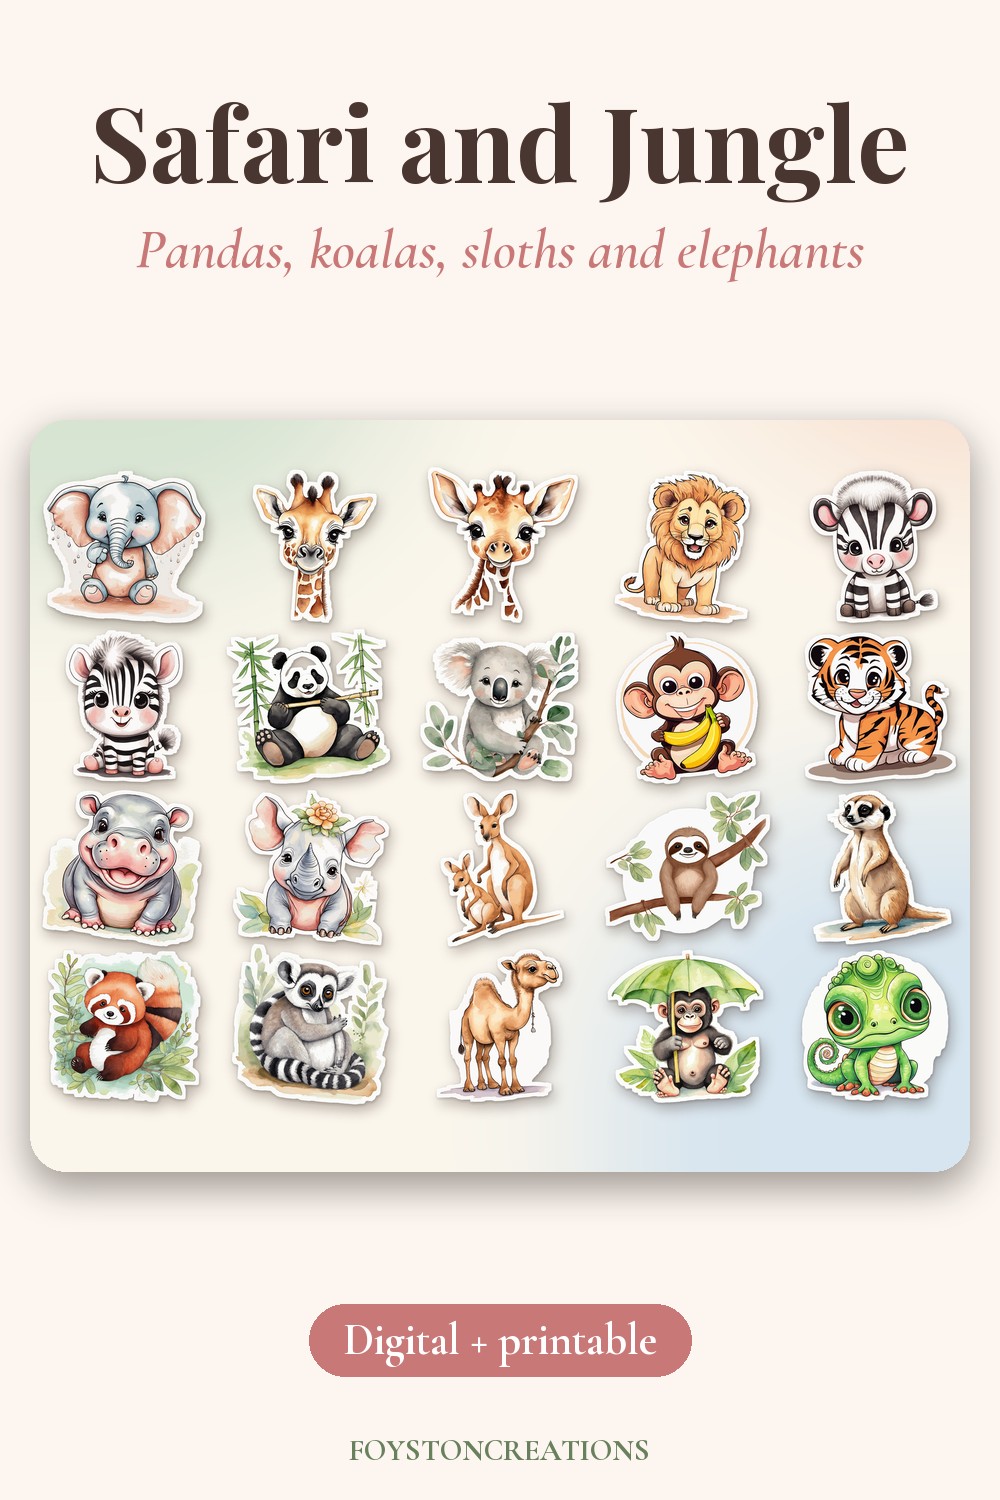 Safari and Jungle
Pandas, koalas, sloths and elephants
Digital + printable
FOYSTONCREATIONS